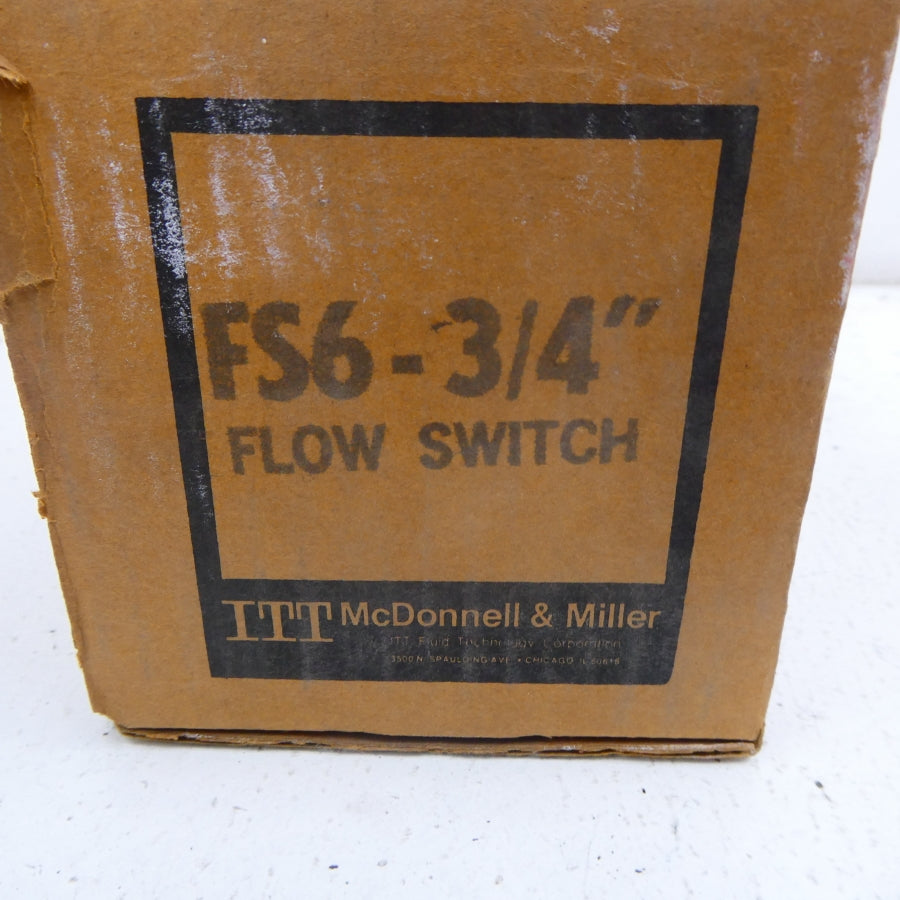 FS6-3/4"
FLOW SWITCH
ITT McDonnell & Miller
ITT Fluid Technology Corporation
3500 N. SPAULDING AVE • CHICAGO, IL 60618